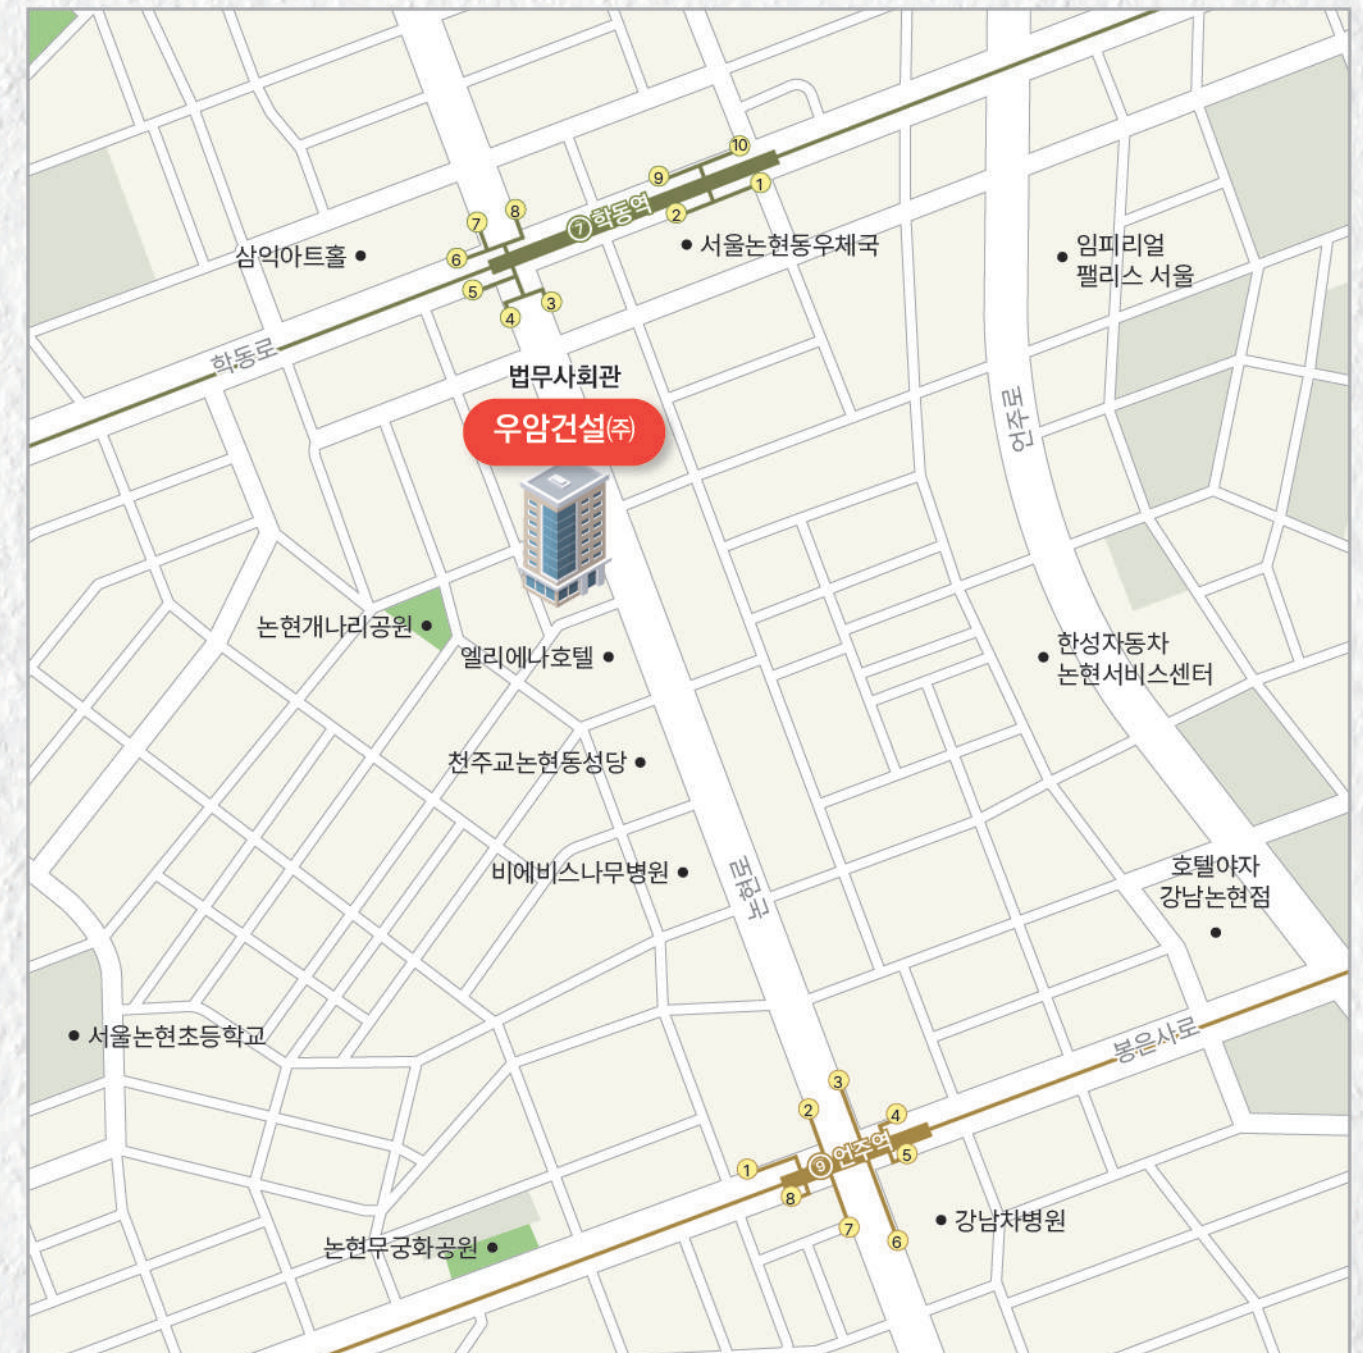 10
9
1
8
⑦학동역
2
7
서울논현동우체국
임피리얼
팰리스 서울
삼익아트홀
6
5
3
4
학동로
법무사회관
우암건설㈜
언주로
논현개나리공원
엘리에나호텔
한성자동차
논현서비스센터
천주교논현동성당
비에비스나무병원
논현로
호텔야자
강남논현점
서울논현초등학교
봉은사로
3
2
4
⑨언주역
5
1
8
7
6
강남차병원
논현무궁화공원